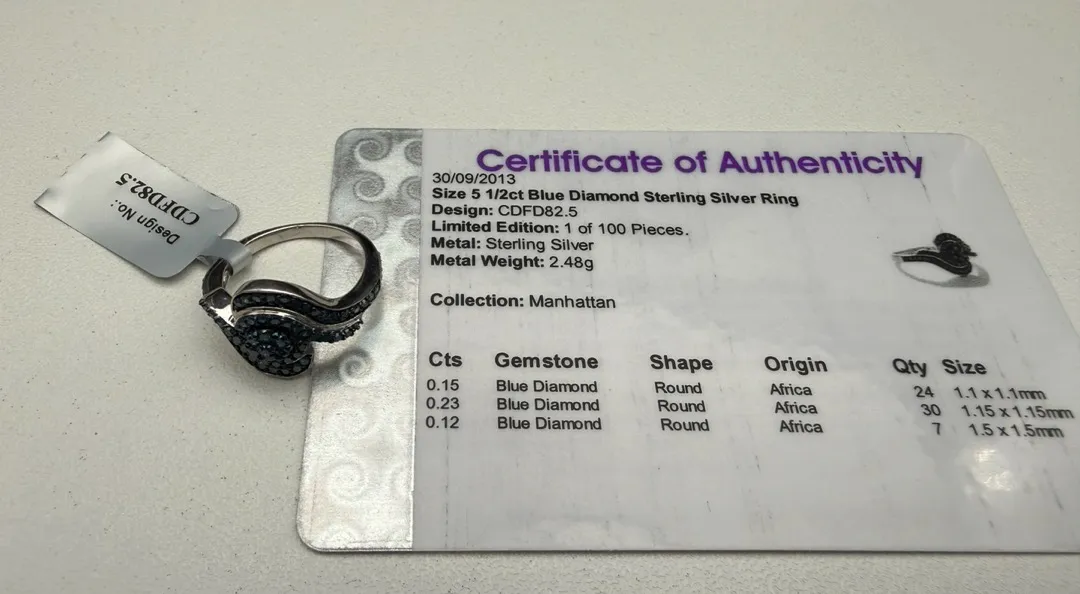 Design No.:
CDFD82.5
Certificate of Authenticity
30/09/2013
Size 5 1/2ct Blue Diamond Sterling Silver Ring
Design: CDFD82.5
Limited Edition: 1 of 100 Pieces.
Metal: Sterling Silver
Metal Weight: 2.48g
Collection: Manhattan
Cts Gemstone Shape Origin Qty Size
0.15 Blue Diamond Round Africa 24 1.1 x 1.1mm
0.23 Blue Diamond Round Africa 30 1.15 x 1.15mm
0.12 Blue Diamond Round Africa 7 1.5 x 1.5mm